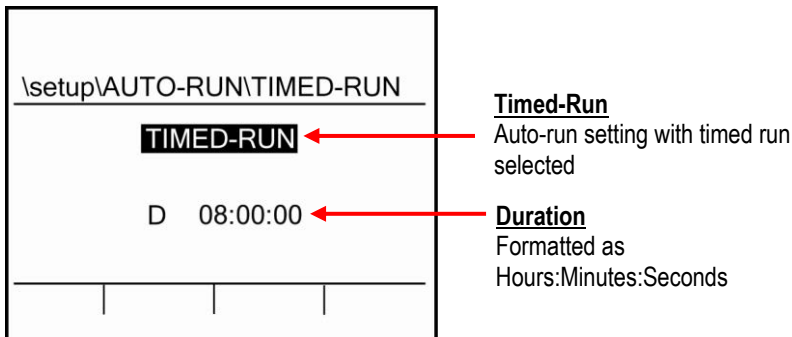 \setup\AUTO-RUN\TIMED-RUN
TIMED-RUN
D 08:00:00
Timed-Run
Auto-run setting with timed run
selected
Duration
Formatted as
Hours:Minutes:Seconds